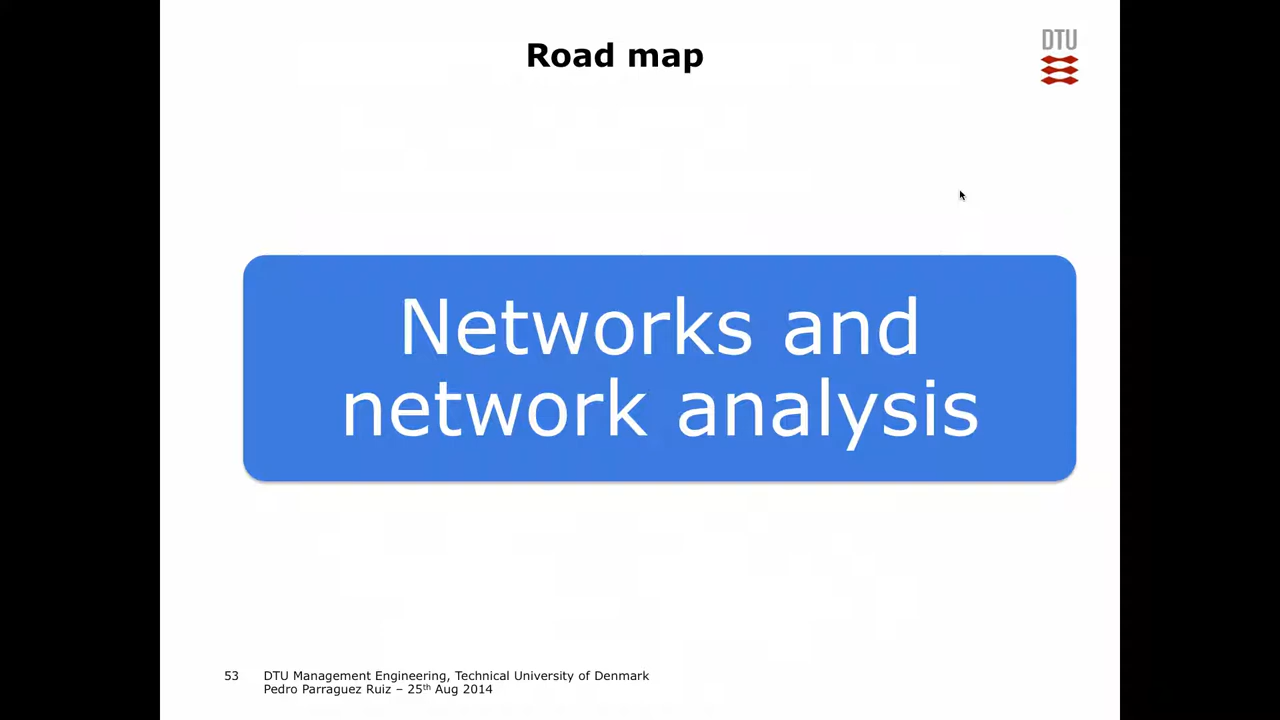 Road map
DTU
Networks and
network analysis
53 DTU Management Engineering, Technical University of Denmark
Pedro Parraguez Ruiz – 25th Aug 2014